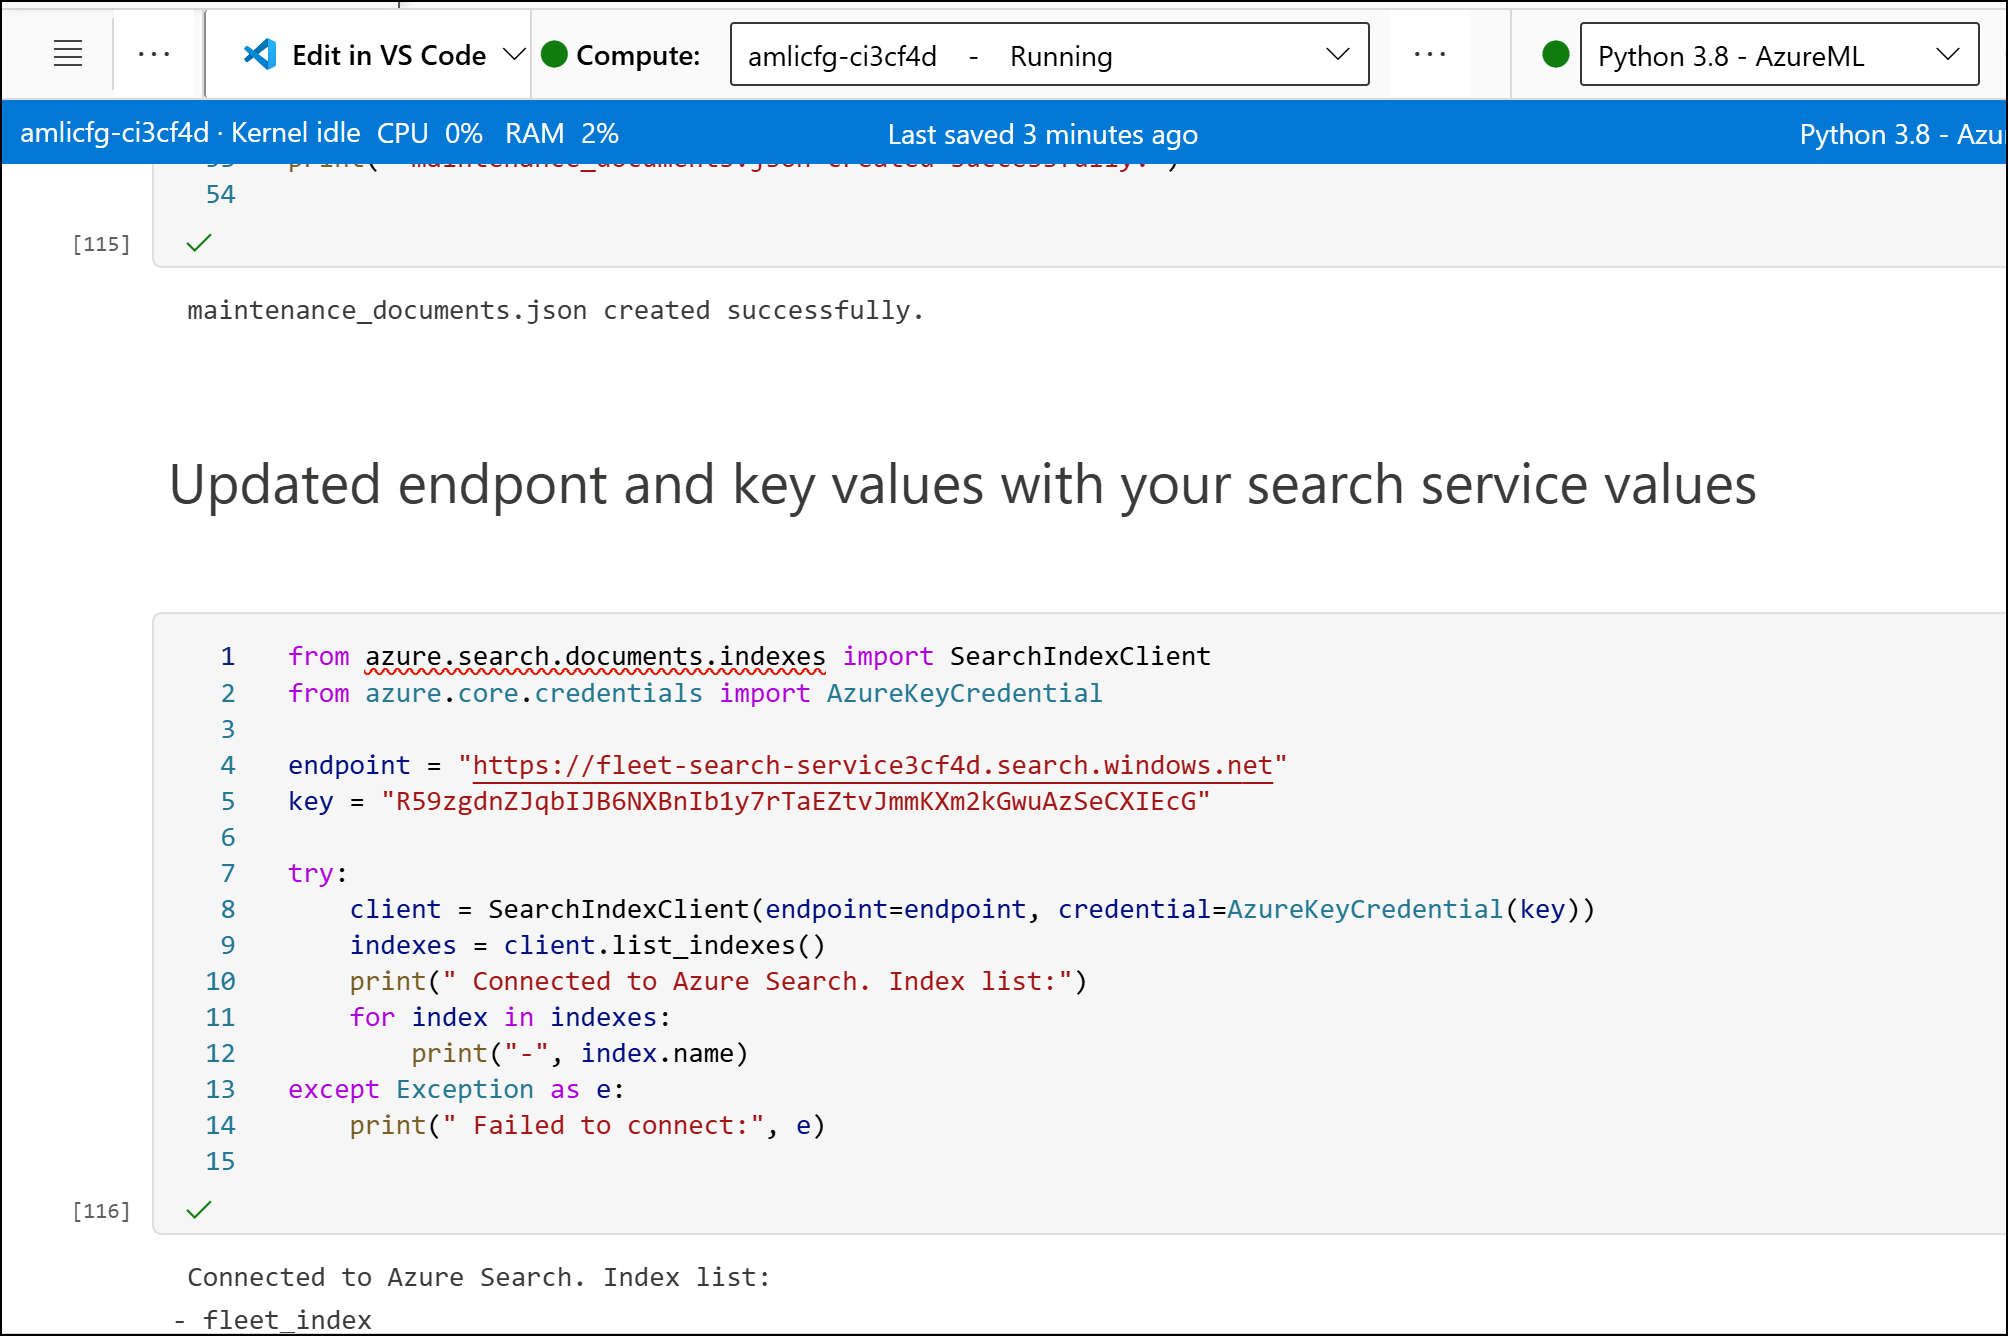 Edit in VS Code
Compute:
amlicfg-ci3cf4d - Running
Python 3.8 - AzureML
amlicfg-ci3cf4d · Kernel idle CPU 0% RAM 2%
Last saved 3 minutes ago
Python 3.8 - Azu
53 print(" maintenance_documents.json created successfully.")
54
[115]
maintenance_documents.json created successfully.
Updated endpont and key values with your search service values
1 from azure.search.documents.indexes import SearchIndexClient
2 from azure.core.credentials import AzureKeyCredential
3
4 endpoint = "https://fleet-search-service3cf4d.search.windows.net"
5 key = "R59zgdnZJqbIJB6NXBnIb1y7rTaEZtvJmmKXm2kGwuAzSeCXIEcG"
6
7 try:
8 client = SearchIndexClient(endpoint=endpoint, credential=AzureKeyCredential(key))
9 indexes = client.list_indexes()
10 print(" Connected to Azure Search. Index list:")
11 for index in indexes:
12 print("-", index.name)
13 except Exception as e:
14 print(" Failed to connect:", e)
15
[116]
Connected to Azure Search. Index list:
- fleet_index